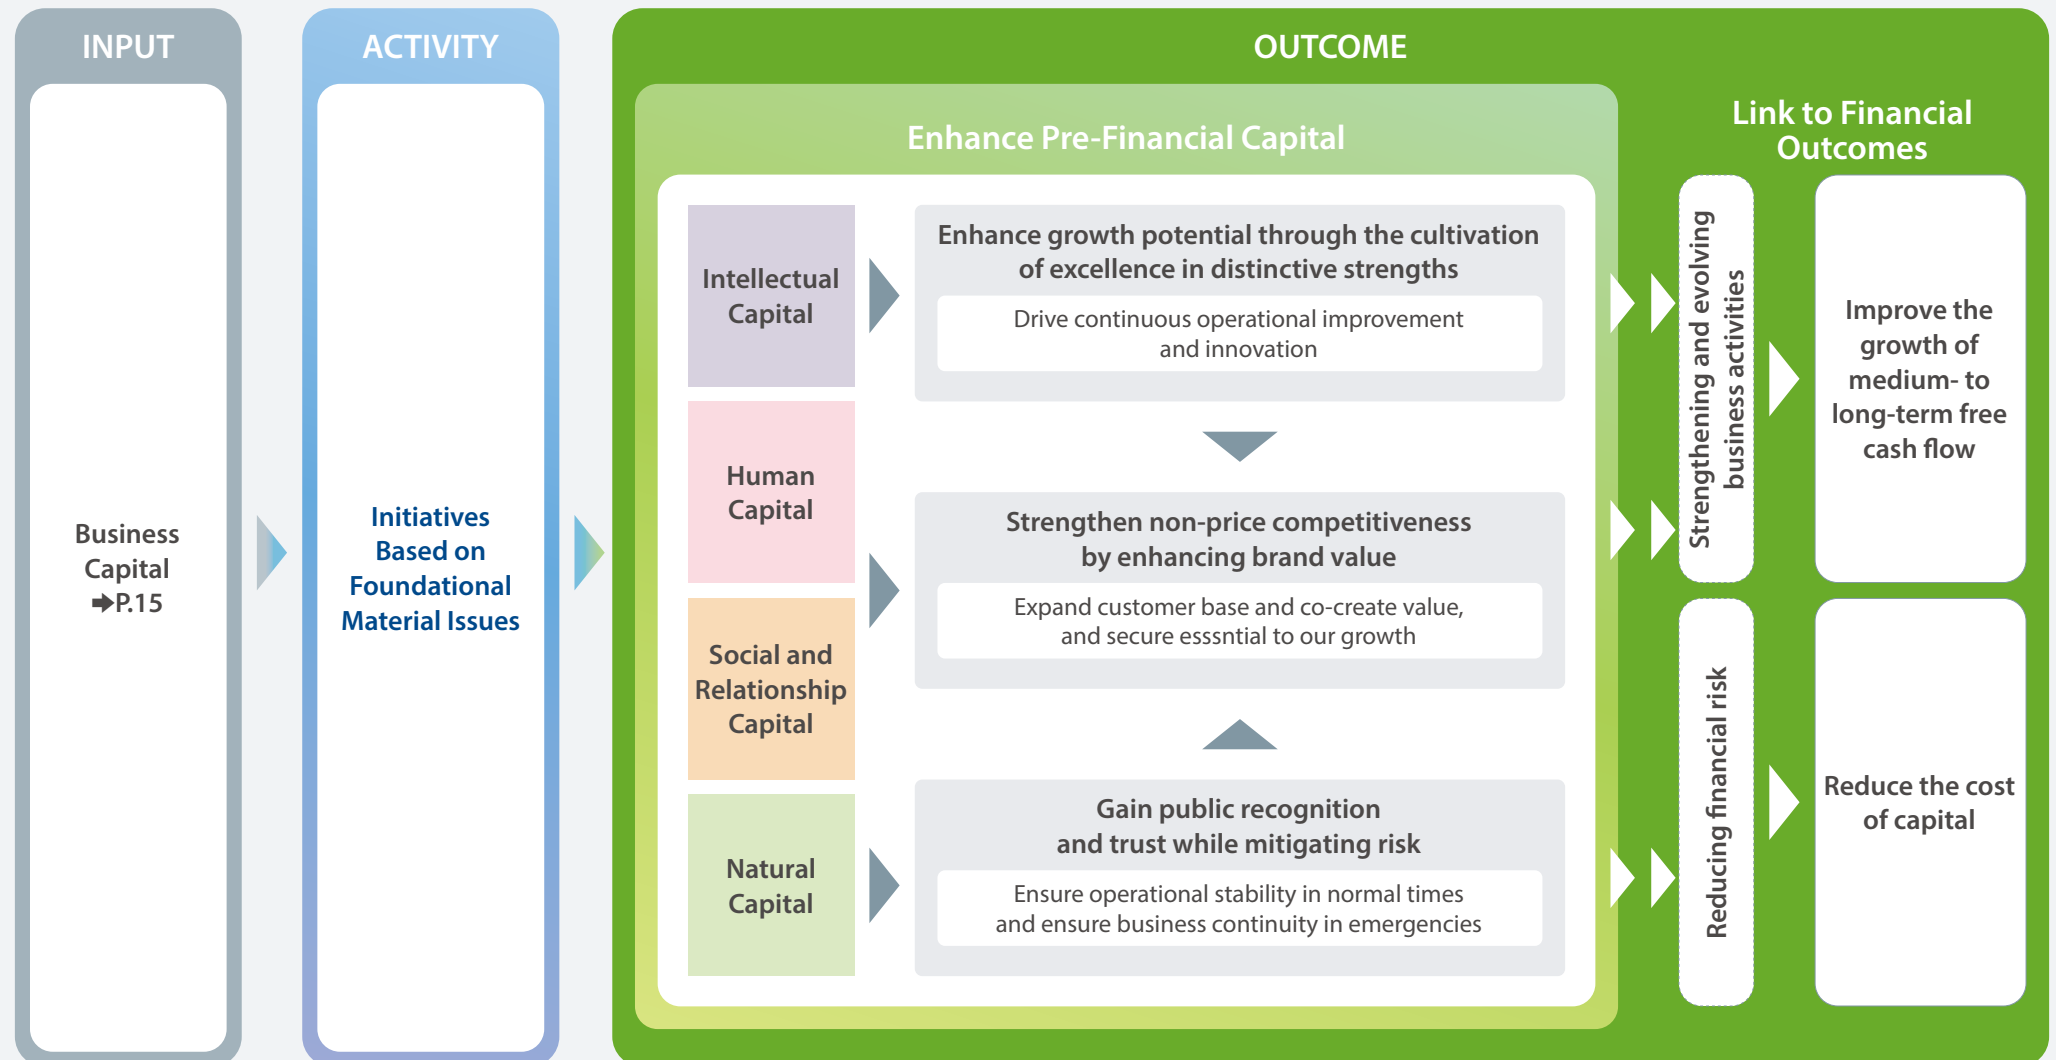 INPUT
Business
Capital
➡P.15
ACTIVITY
Initiatives
Based on
Foundational
Material Issues
OUTCOME
Enhance Pre-Financial Capital
Intellectual
Capital
Human
Capital
Social and
Relationship
Capital
Natural
Capital
Enhance growth potential through the cultivation
of excellence in distinctive strengths
Drive continuous operational improvement
and innovation
Strengthen non-price competitiveness
by enhancing brand value
Expand customer base and co-create value,
and secure esssntial to our growth
Gain public recognition
and trust while mitigating risk
Ensure operational stability in normal times
and ensure business continuity in emergencies
Link to Financial
Outcomes
Strengthening and evolving
business activities
Improve the
growth of
medium- to
long-term free
cash flow
Reducing financial risk
Reduce the cost
of capital